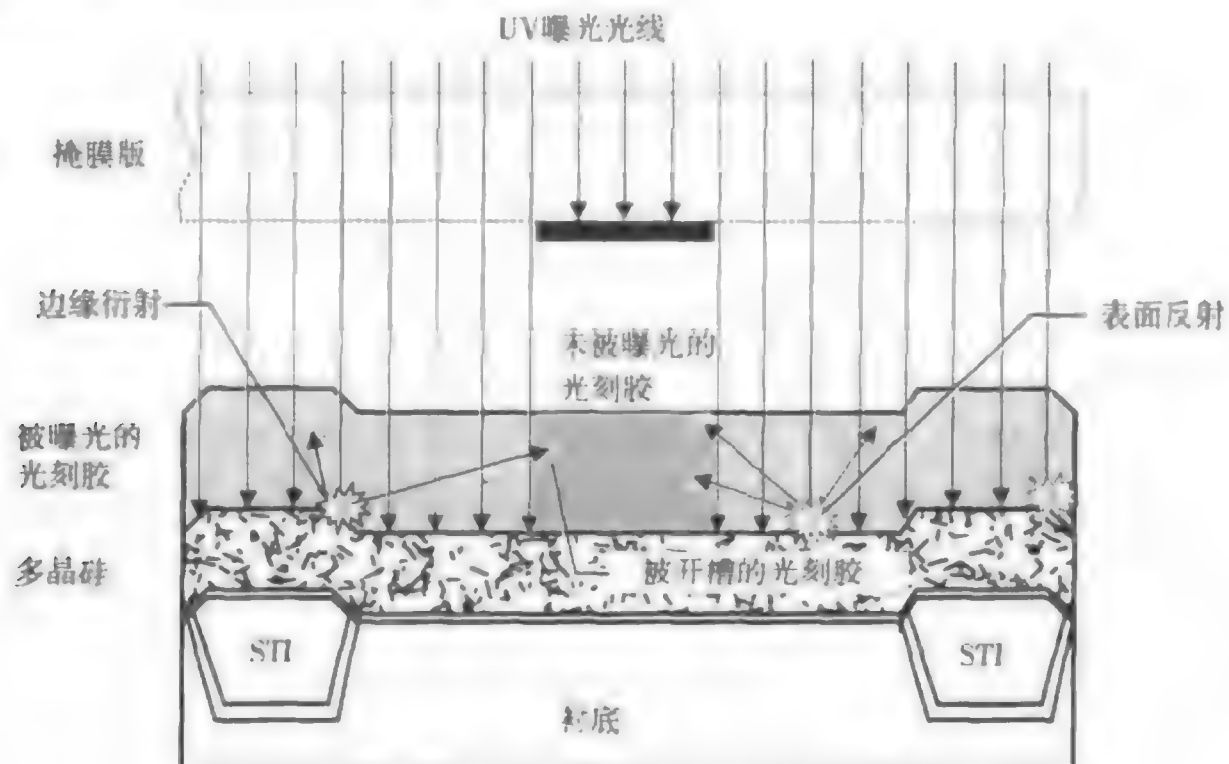 UV曝光光线
掩膜版
边缘衍射
表面反射
未被曝光的
光刻胶
被曝光的
光刻胶
多晶硅
被开槽的光刻胶
STI
STI
衬底